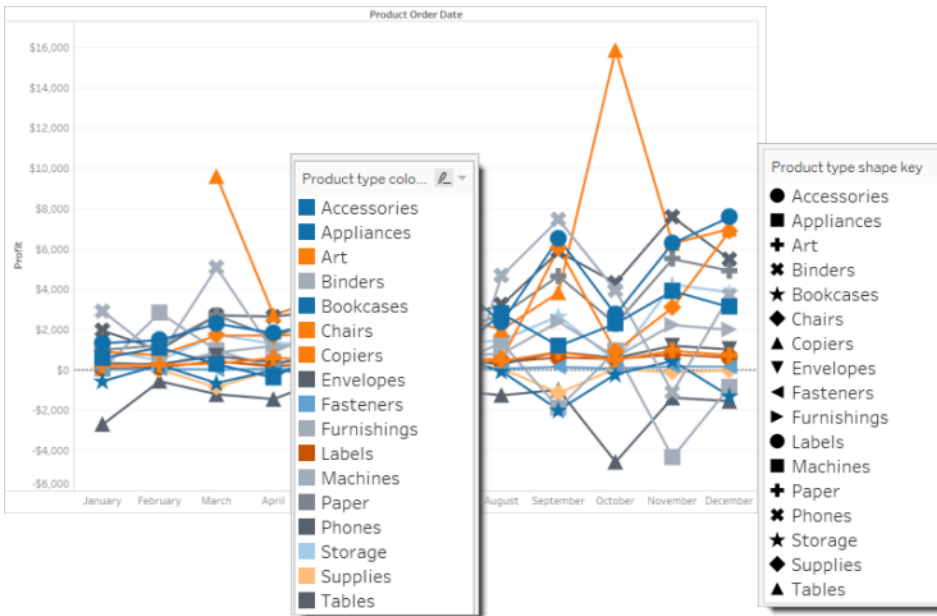 Product Order Date
Profit
$16,000
$14,000
$12,000
$10,000
$8,000
$6,000
$4,000
$2,000
$0
-$2,000
-$4,000
-$6,000
January February March April August September October November December
Product type colo...
Accessories
Appliances
Art
Binders
Bookcases
Chairs
Copiers
Envelopes
Fasteners
Furnishings
Labels
Machines
Paper
Phones
Storage
Supplies
Tables
Product type shape key
Accessories
Appliances
Art
Binders
Bookcases
Chairs
Copiers
Envelopes
Fasteners
Furnishings
Labels
Machines
Paper
Phones
Storage
Supplies
Tables